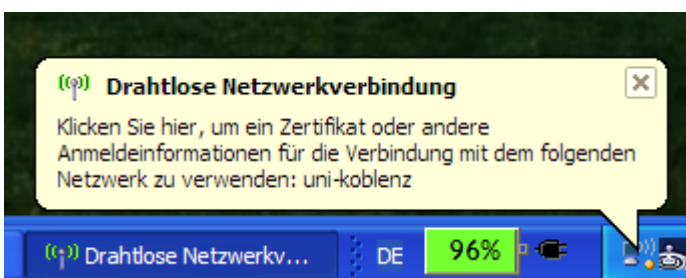 Drahtlose Netzwerkverbindung
Klicken Sie hier, um ein Zertifikat oder andere
Anmeldeinformationen für die Verbindung mit dem folgenden
Netzwerk zu verwenden: uni-koblenz
Drahtlose Netzwerkv... DE 96%